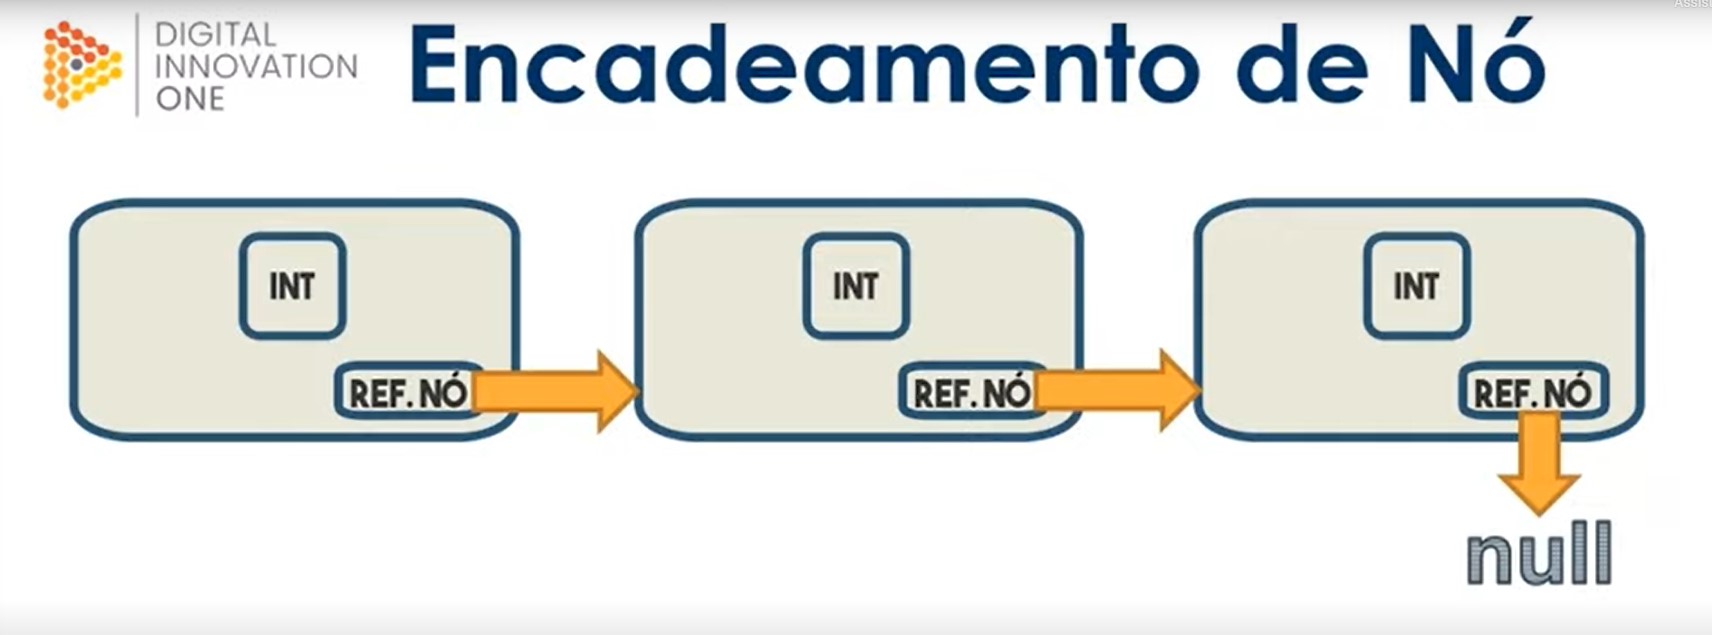 DIGITAL
INNOVATION
ONE
Encadeamento de Nó
INT
REF. NÓ
INT
REF. NÓ
INT
REF. NÓ
null